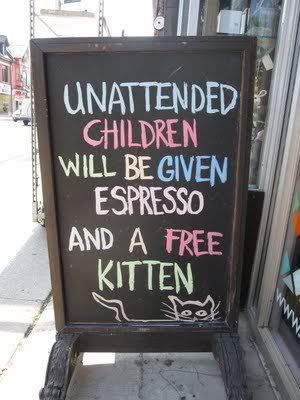 UNATTENDED
CHILDREN
WILL BE GIVEN
ESPRESSO
AND A FREE
KITTEN